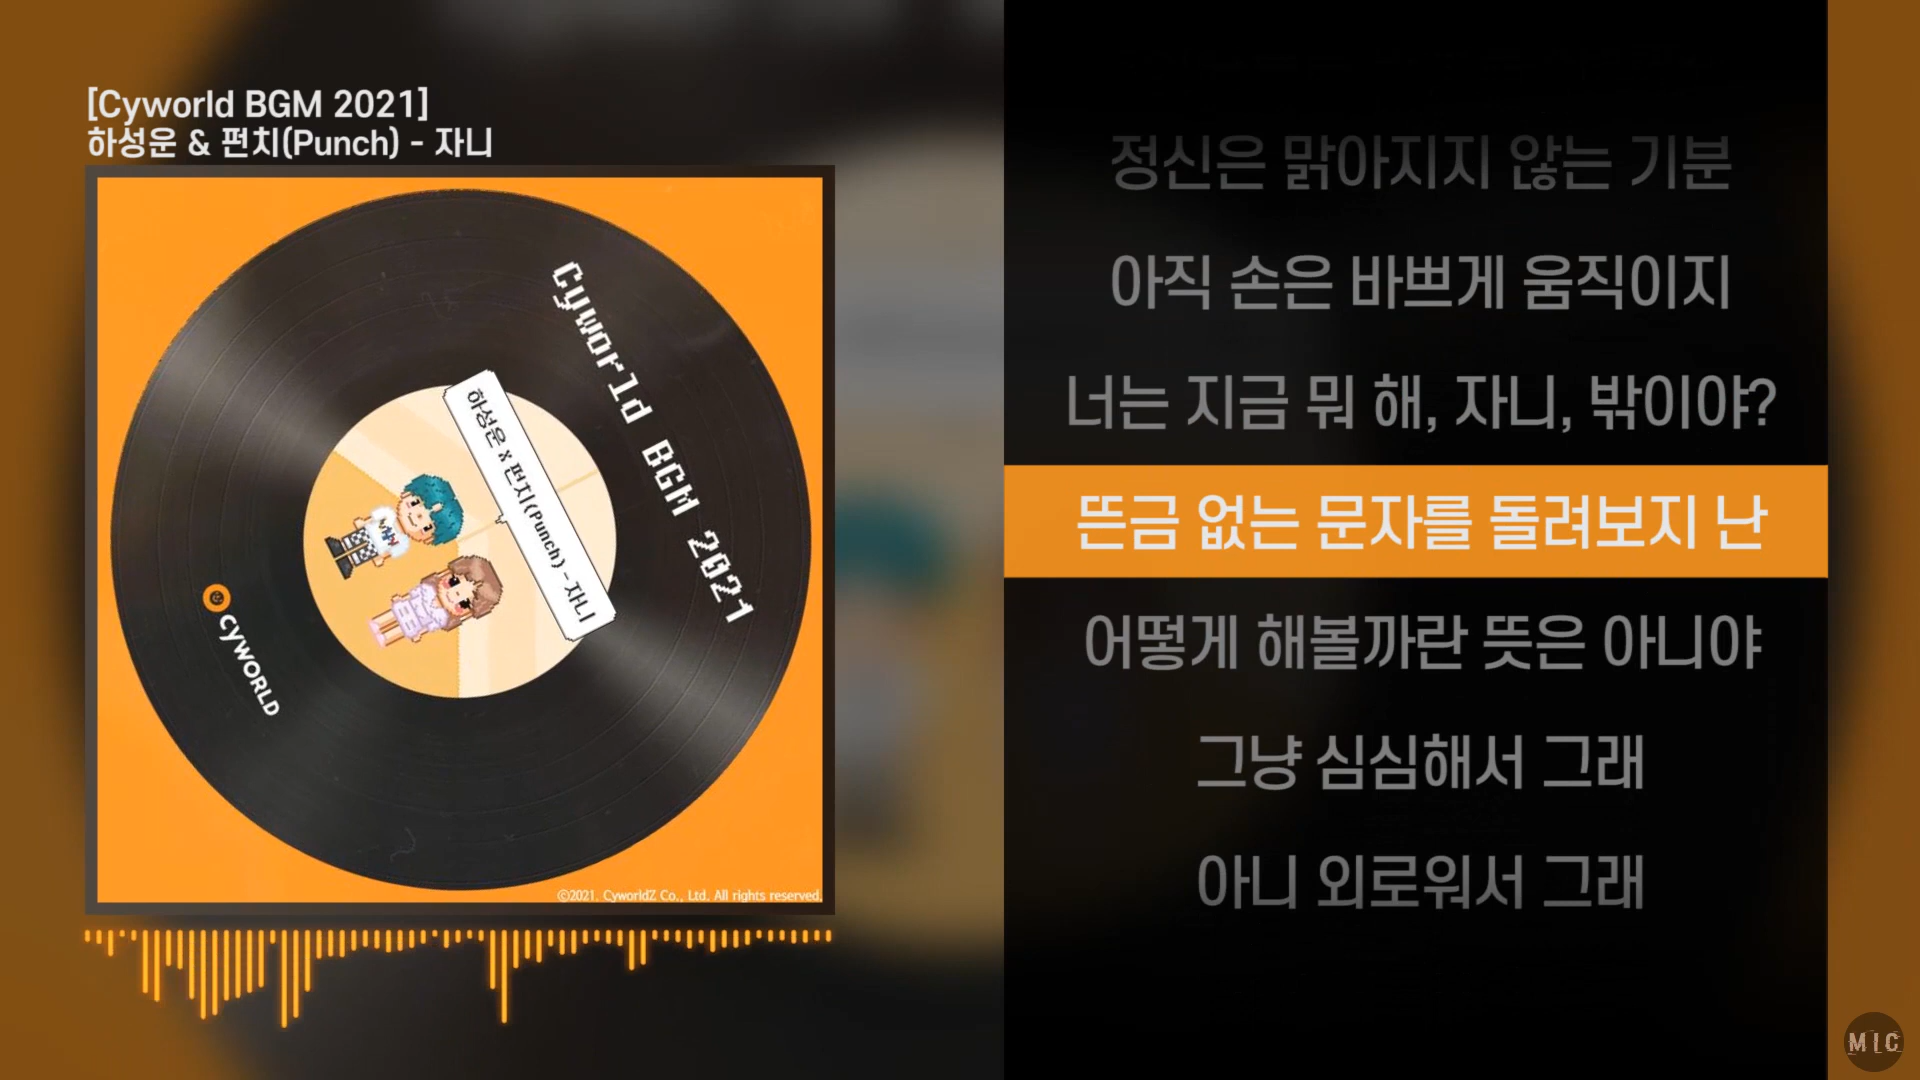 [Cyworld BGM 2021]
하성운 & 펀치(Punch) - 자니
Cyworld BGM 2021
하성운 x 펀치(Punch) - 자니
CYWORLD
©2021. CyworldZ Co., Ltd. All rights reserved.
정신은 맑아지지 않는 기분
아직 손은 바쁘게 움직이지
너는 지금 뭐 해, 자니, 밖이야?
뜬금 없는 문자를 돌려보지 난
어떻게 해볼까란 뜻은 아니야
그냥 심심해서 그래
아니 외로워서 그래
MIC